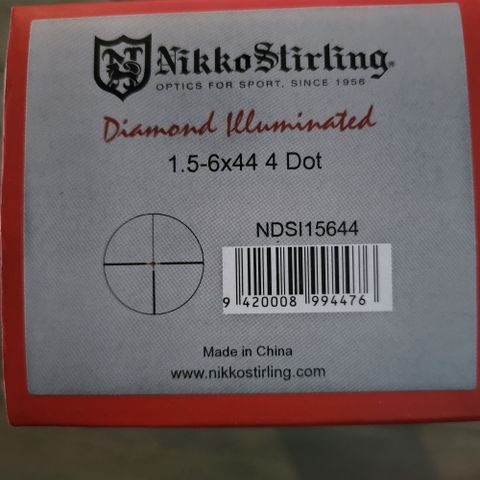 NikkoStirling®
OPTICS FOR SPORT, SINCE 1956
Diamond Illuminated
1.5-6x44 4 Dot
NDSI15644
9 420008 994476
Made in China
www.nikkostirling.com